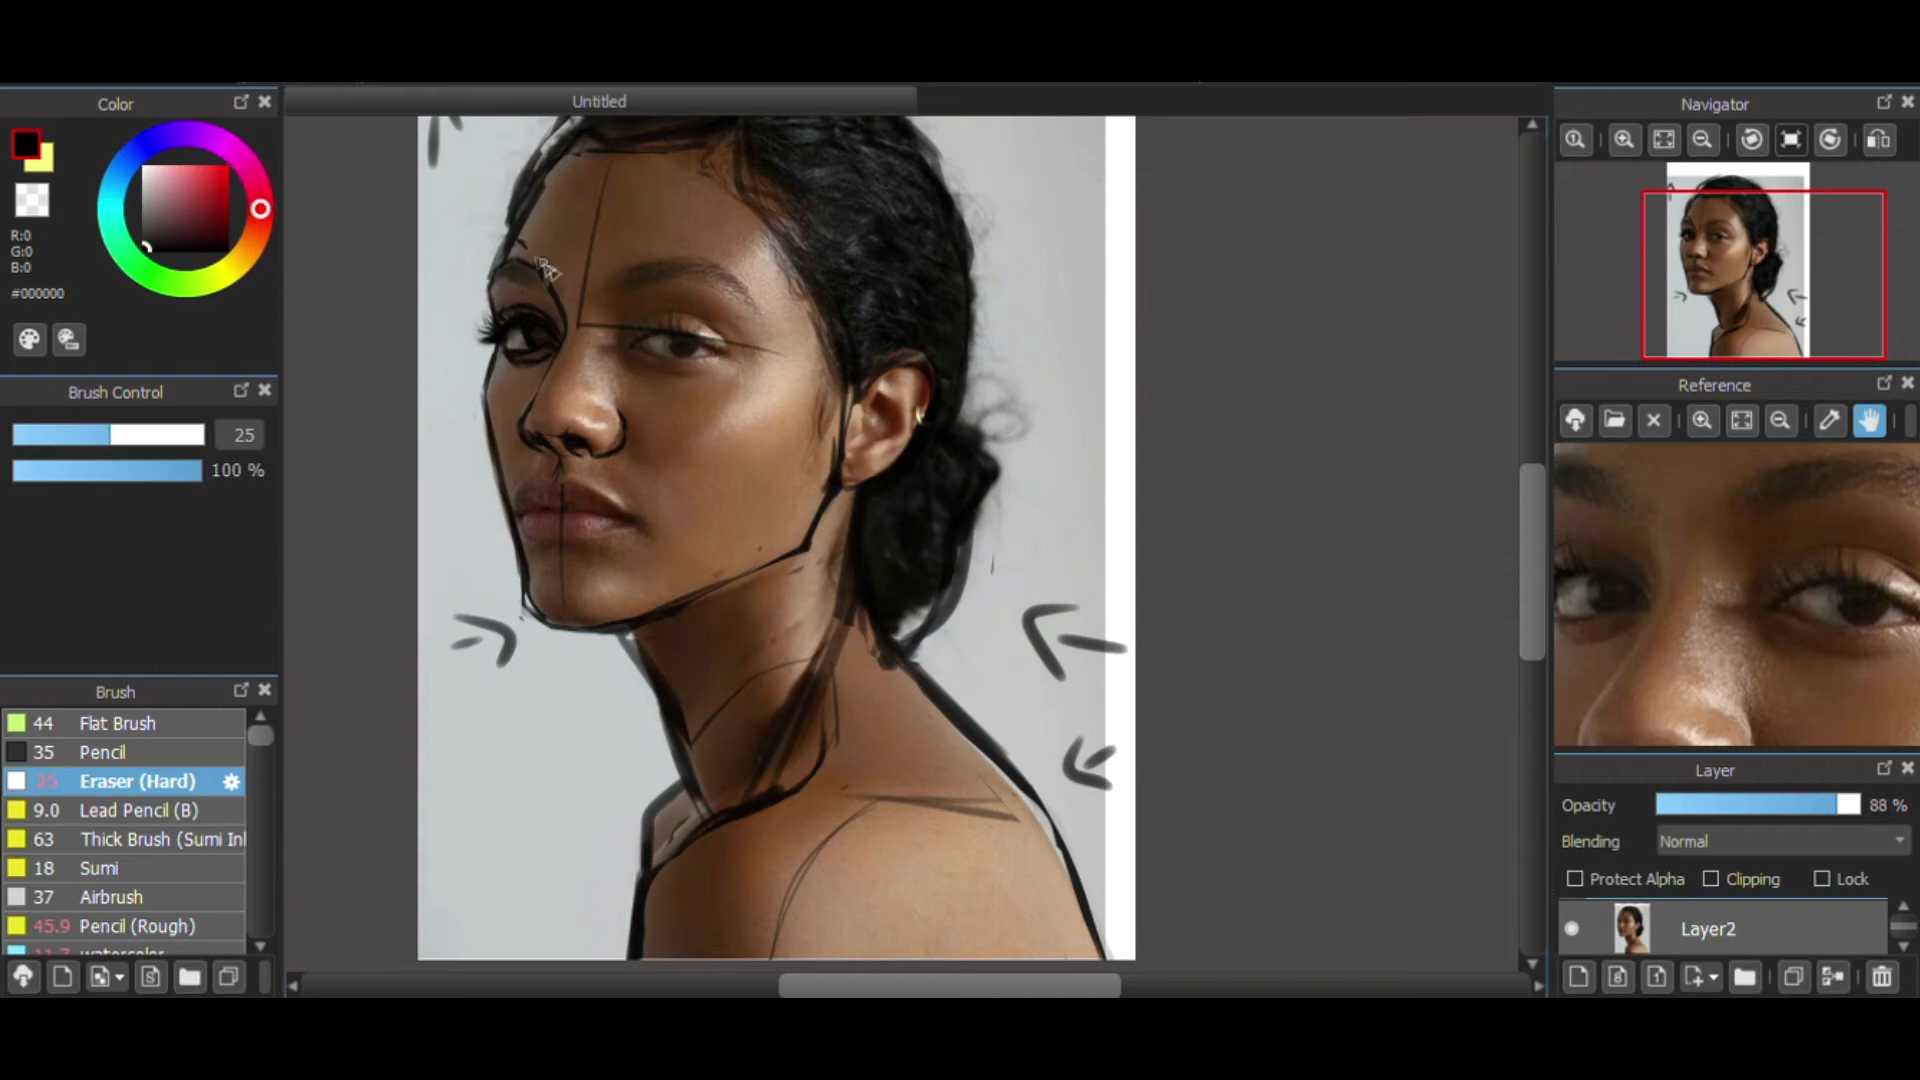 Color
Untitled
Navigator
R:0
G:0
B:0
#000000
Reference
Brush Control
25
100 %
Brush
44 Flat Brush
35 Pencil
25 Eraser (Hard)
9.0 Lead Pencil (B)
63 Thick Brush (Sumi Ink
18 Sumi
37 Airbrush
45.9 Pencil (Rough)
Layer
Opacity 88 %
Blending Normal
Protect Alpha Clipping Lock
Layer2